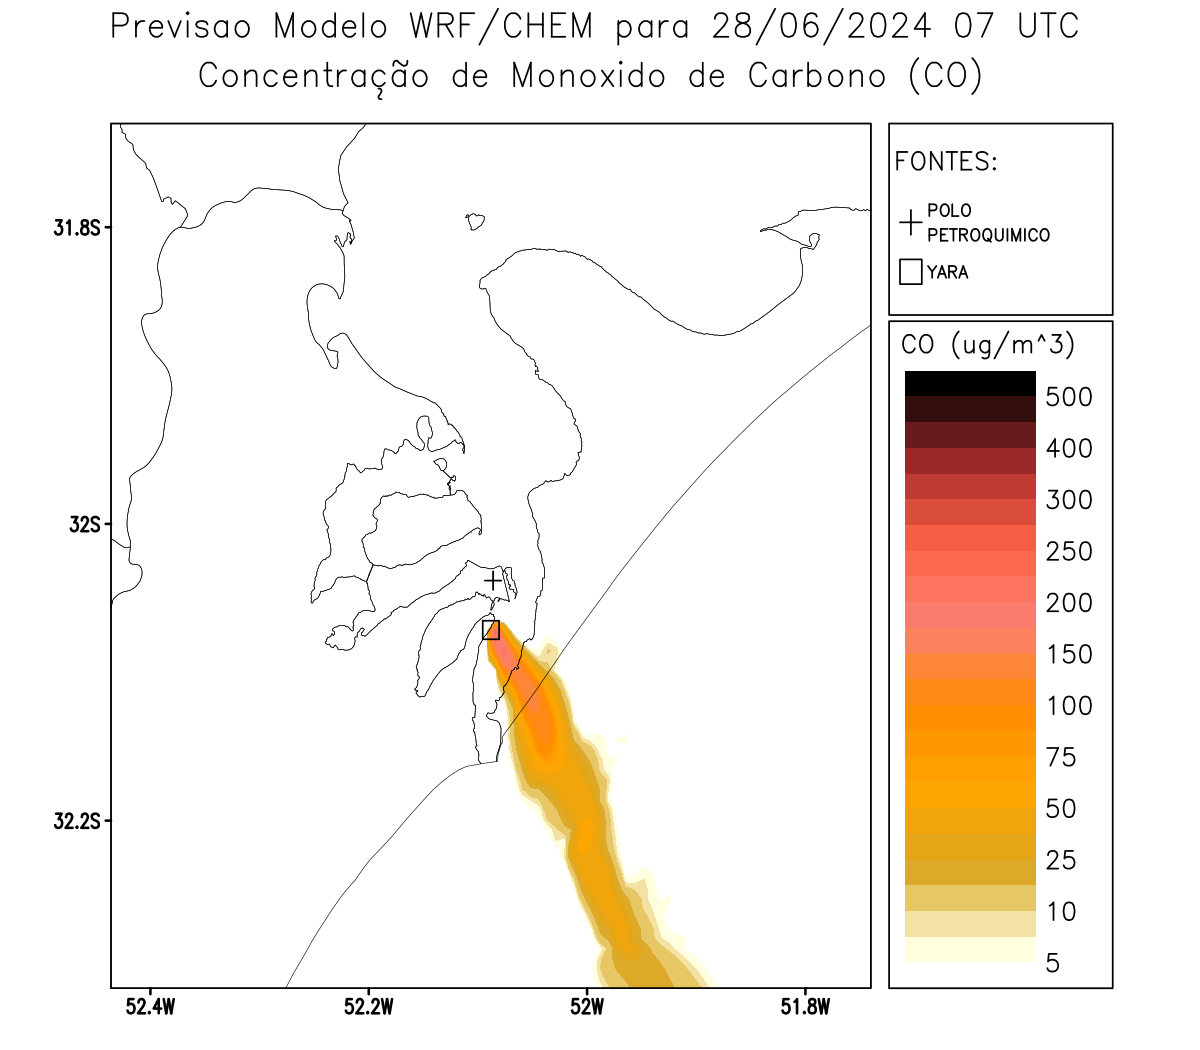 Previsao Modelo WRF/CHEM para 28/06/2024 07 UTC
Concentração de Monoxido de Carbono (CO)
FONTES:
POLO
PETROQUIMICO
YARA
CO (ug/m^3)
500
400
300
250
200
150
100
75
50
25
10
5
31.8S
32S
32.2S
52.4W
52.2W
52W
51.8W